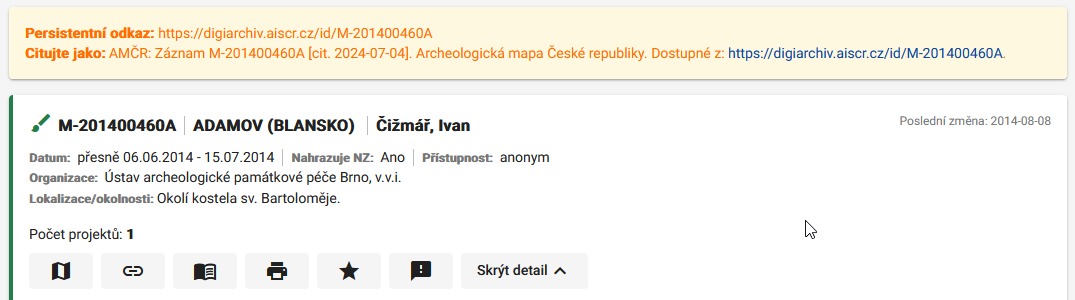 Persistentní odkaz: https://digiarchiv.aiscr.cz/id/M-201400460A
Citujte jako: AMČR: Záznam M-201400460A [cit. 2024-07-04]. Archeologická mapa České republiky. Dostupné z: https://digiarchiv.aiscr.cz/id/M-201400460A.
M-201400460A ADAMOV (BLANSKO) Čižmář, Ivan
Poslední změna: 2014-08-08
Datum: přesně 06.06.2014 - 15.07.2014 Nahrazuje NZ: Ano Přístupnost: anonym
Organizace: Ústav archeologické památkové péče Brno, v.v.i.
Lokalizace/okolnosti: Okolí kostela sv. Bartoloměje.
Počet projektů: 1
Skrýt detail